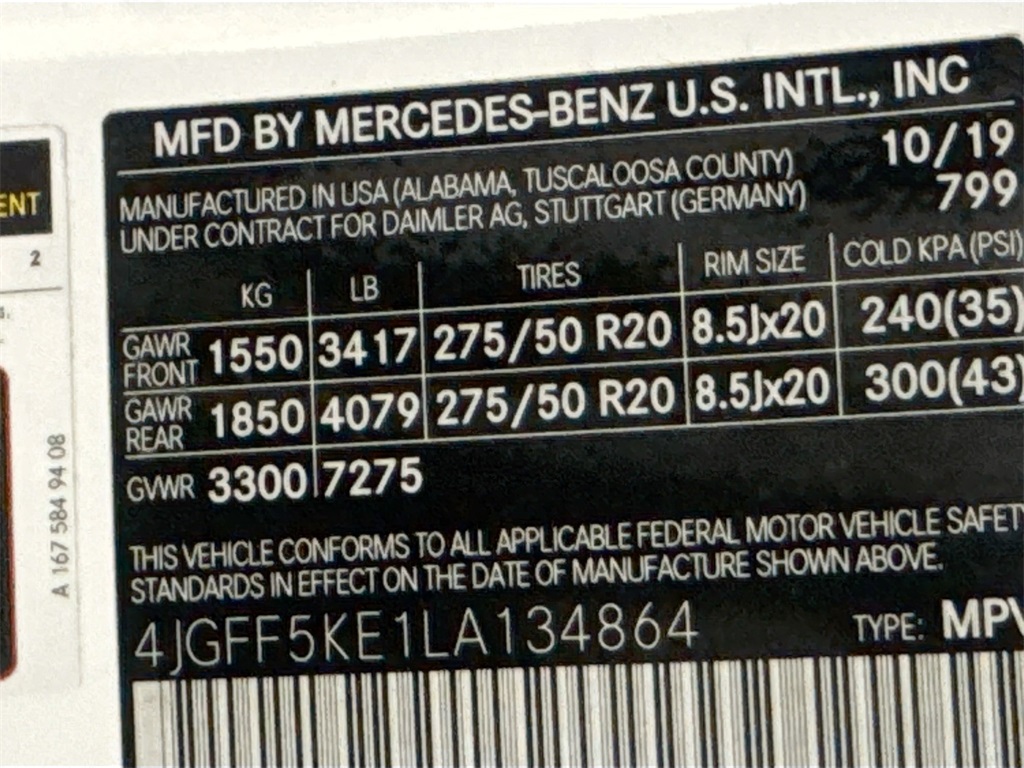 MFD BY MERCEDES-BENZ U.S. INTL., INC
10/19
MANUFACTURED IN USA (ALABAMA, TUSCALOOSA COUNTY)
UNDER CONTRACT FOR DAIMLER AG, STUTTGART (GERMANY)
799
KG LB TIRES RIM SIZE COLD KPA (PSI)
GAWR FRONT 1550 3417 275/50 R20 8.5Jx20 240(35)
GAWR REAR 1850 4079 275/50 R20 8.5Jx20 300(43)
GVWR 3300 7275
THIS VEHICLE CONFORMS TO ALL APPLICABLE FEDERAL MOTOR VEHICLE SAFETY
STANDARDS IN EFFECT ON THE DATE OF MANUFACTURE SHOWN ABOVE.
4JGFF5KE1LA134864 TYPE: MPV
ENT
2
A 167 584 94 08